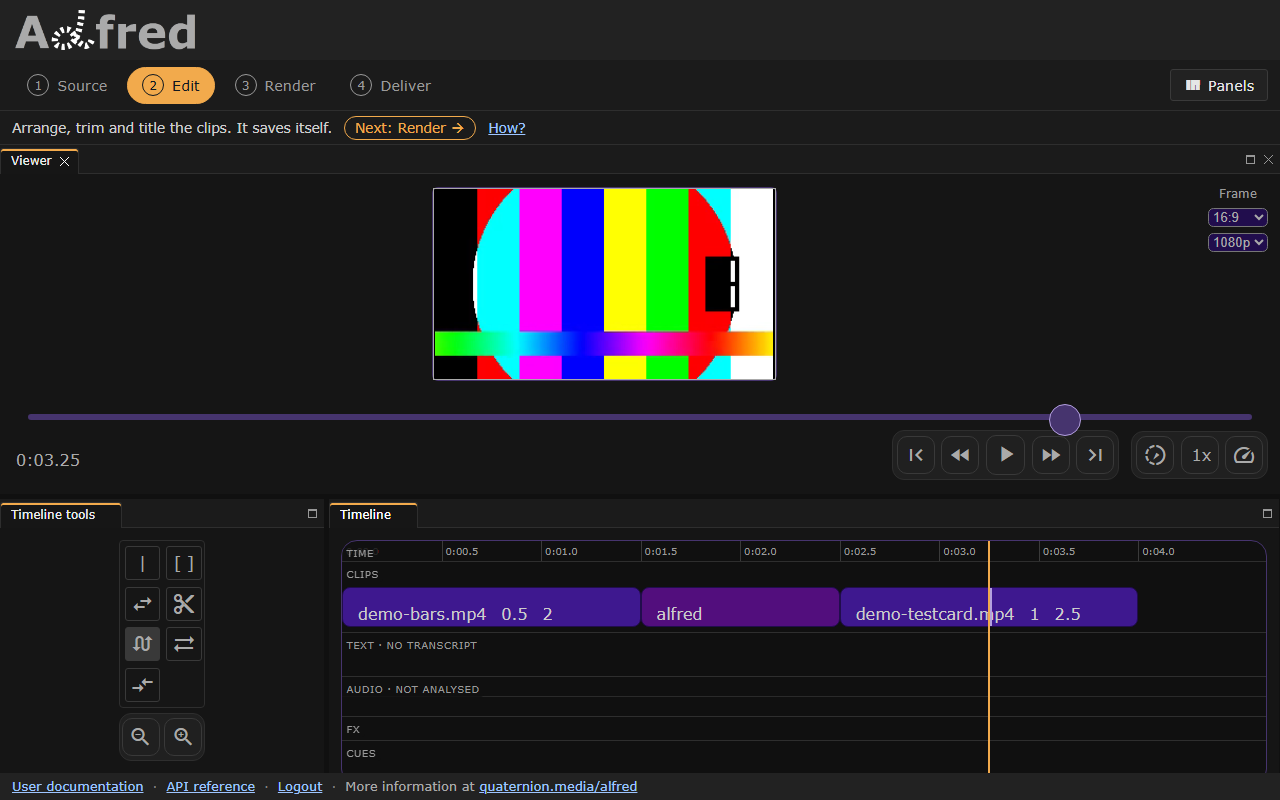 Adfred
1 Source 2 Edit 3 Render 4 Deliver Panels
Arrange, trim and title the clips. It saves itself. Next: Render → How?
Viewer
Frame
16:9
1080p
0:03.25
1x
Timeline tools
Timeline
TIME 0:00.5 0:01.0 0:01.5 0:02.0 0:02.5 0:03.0 0:03.5 0:04.0
CLIPS
demo-bars.mp4 0.5 2 alfred demo-testcard.mp4 1 2.5
TEXT · NO TRANSCRIPT
AUDIO · NOT ANALYSED
FX
CUES
User documentation · API reference · Logout · More information at quaternion.media/alfred